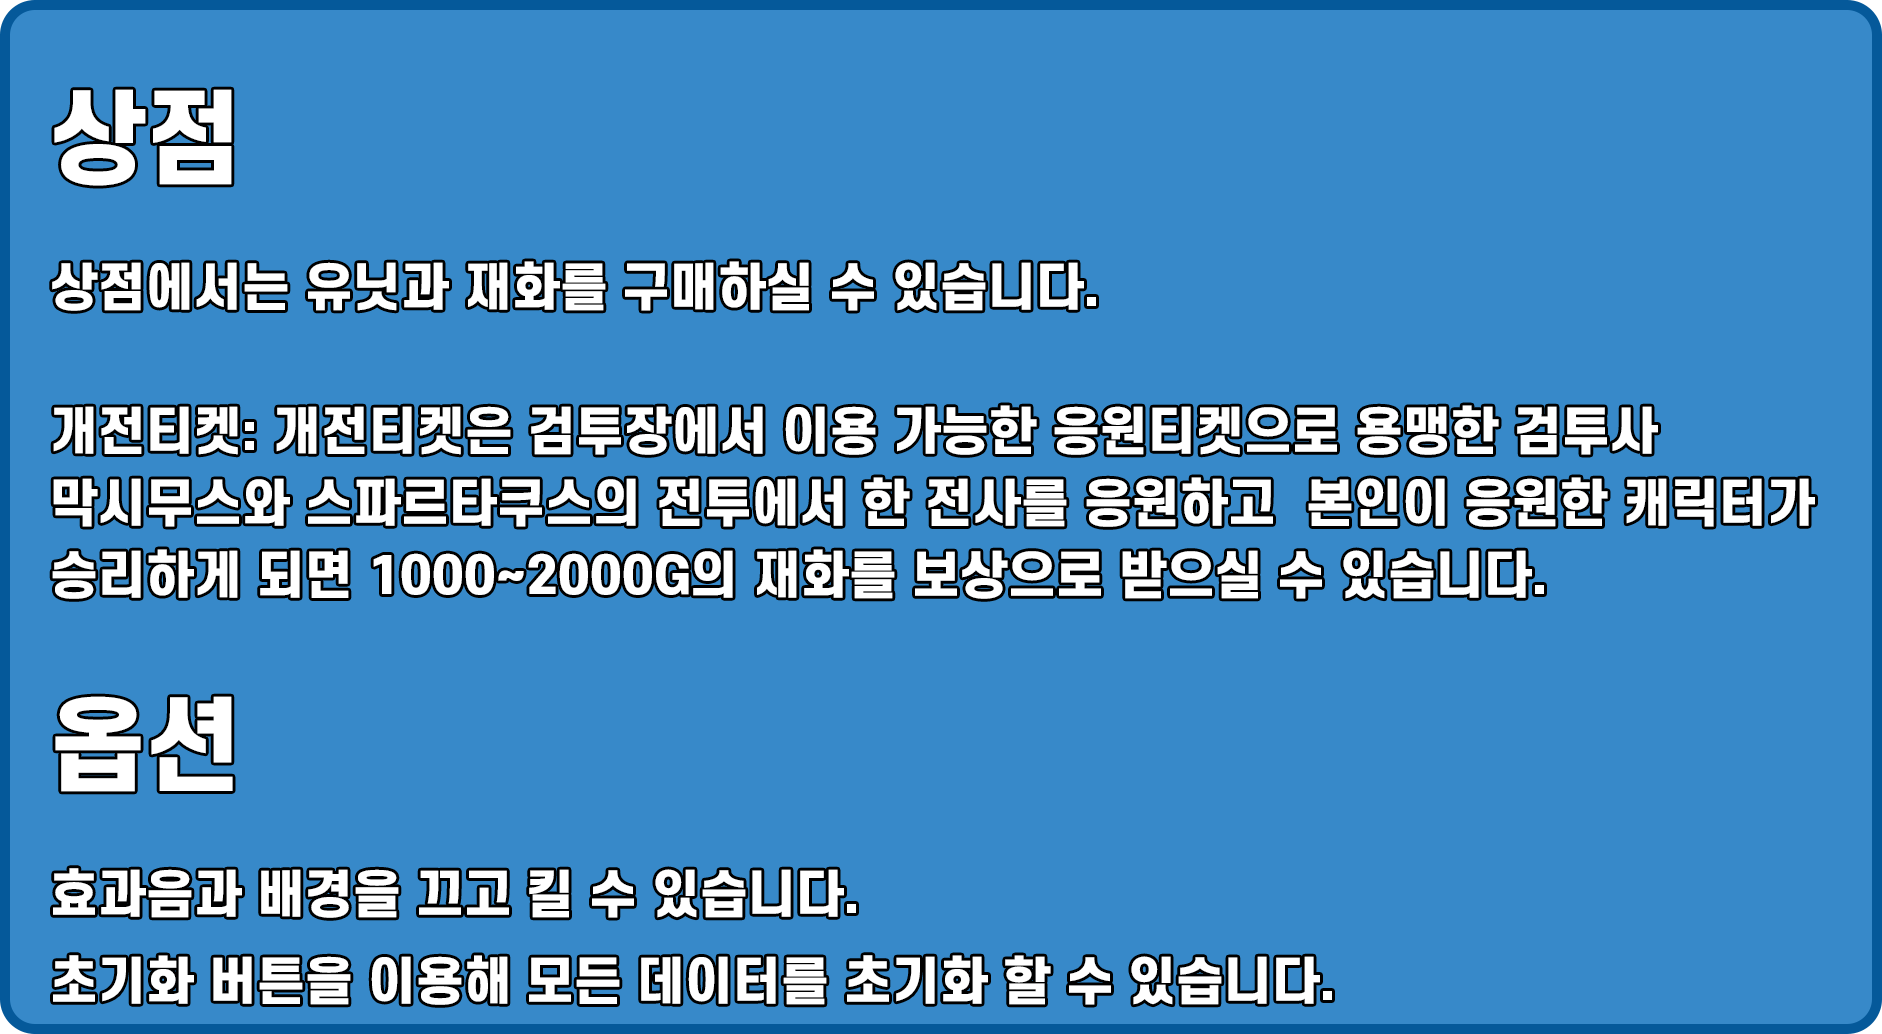 상점
상점에서는 유닛과 재화를 구매하실 수 있습니다.
개전티켓: 개전티켓은 검투장에서 이용 가능한 응원티켓으로 용맹한 검투사
막시무스와 스파르타쿠스의 전투에서 한 전사를 응원하고  본인이 응원한 캐릭터가
승리하게 되면 1000~2000G의 재화를 보상으로 받으실 수 있습니다.
옵션
효과음과 배경을 끄고 킬 수 있습니다.
초기화 버튼을 이용해 모든 데이터를 초기화 할 수 있습니다.